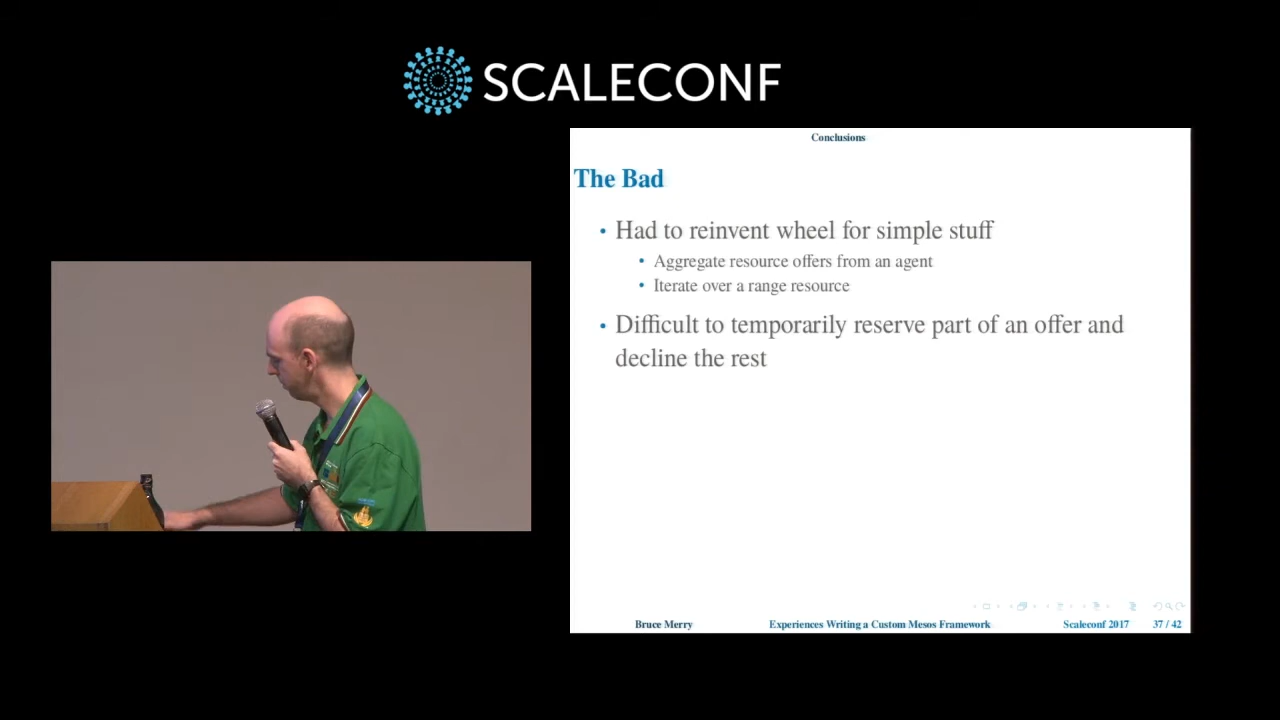 SCALECONF
Conclusions
The Bad
• Had to reinvent wheel for simple stuff
• Aggregate resource offers from an agent
• Iterate over a range resource
• Difficult to temporarily reserve part of an offer and
decline the rest
Bruce Merry Experiences Writing a Custom Mesos Framework Scaleconf 2017 37 / 42